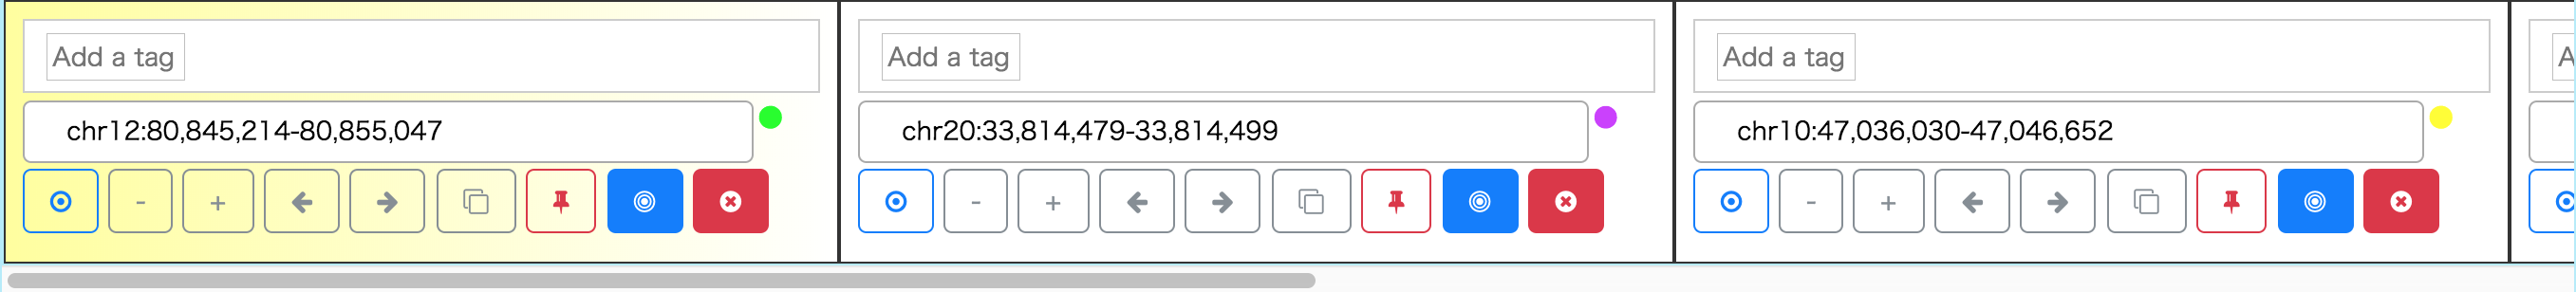 Add a tag Add a tag Add a tag A
chr12:80,845,214-80,855,047 chr20:33,814,479-33,814,499 chr10:47,036,030-47,046,652
- + - + - +